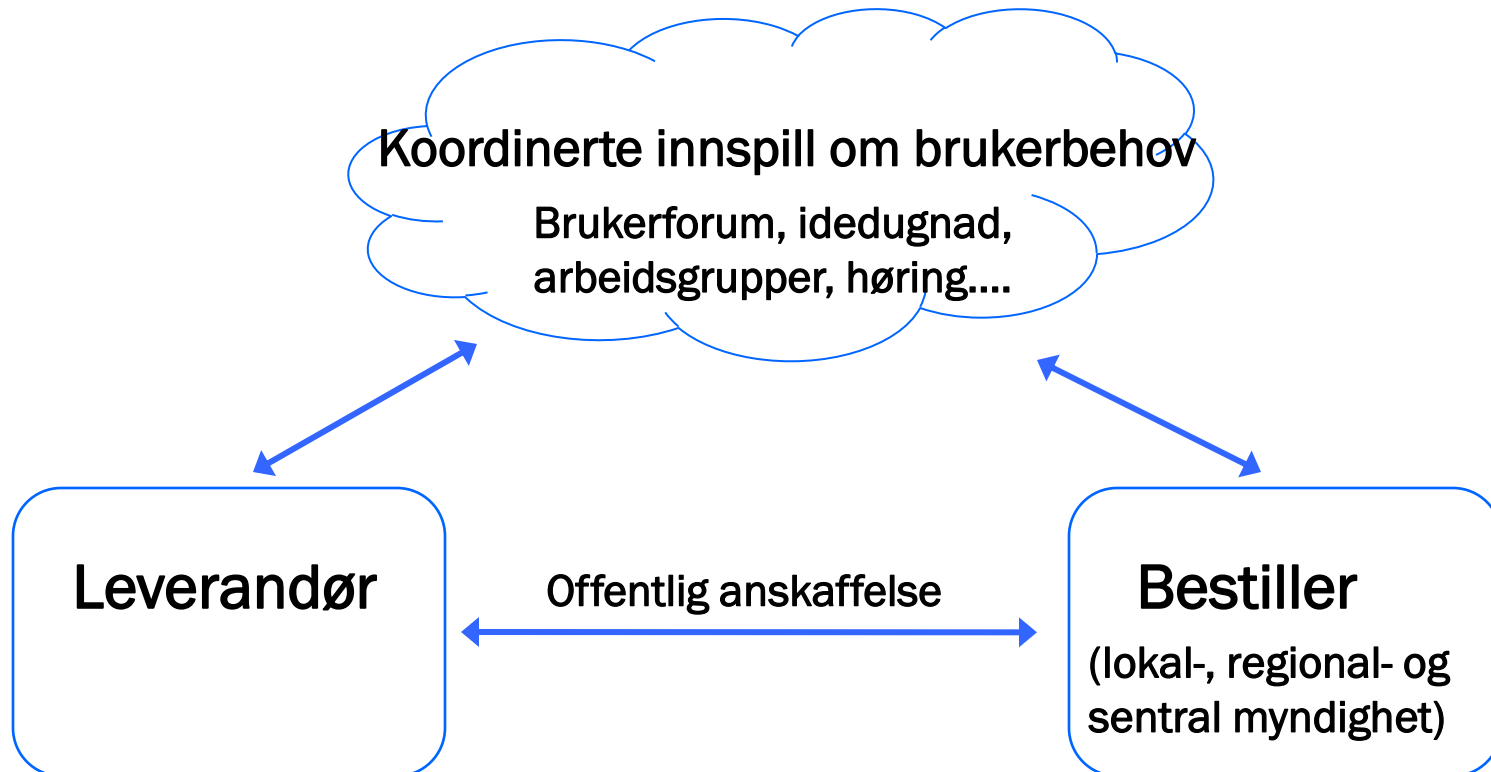 Koordinerte innspill om brukerbehov
Brukerforum, idedugnad,
arbeidsgrupper, høring....
Leverandør
Offentlig anskaffelse
Bestiller
(lokal-, regional- og
sentral myndighet)